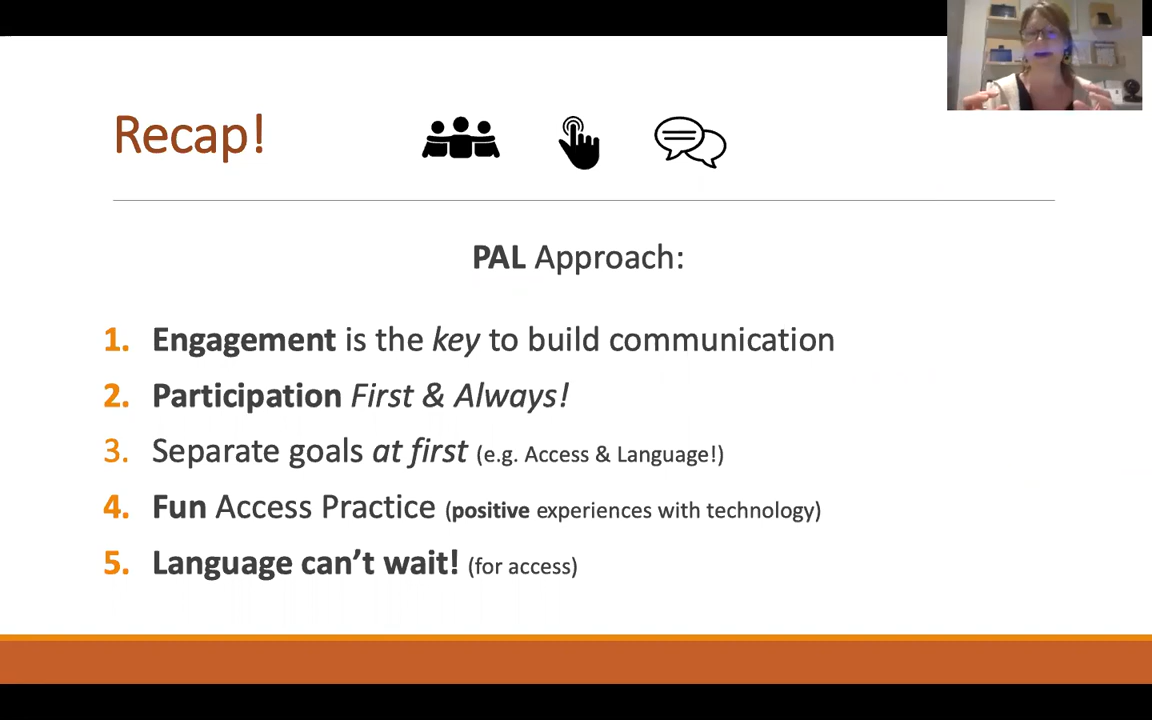 Recap!
PAL Approach:
1. Engagement is the key to build communication
2. Participation First & Always!
3. Separate goals at first (e.g. Access & Language!)
4. Fun Access Practice (positive experiences with technology)
5. Language can’t wait! (for access)